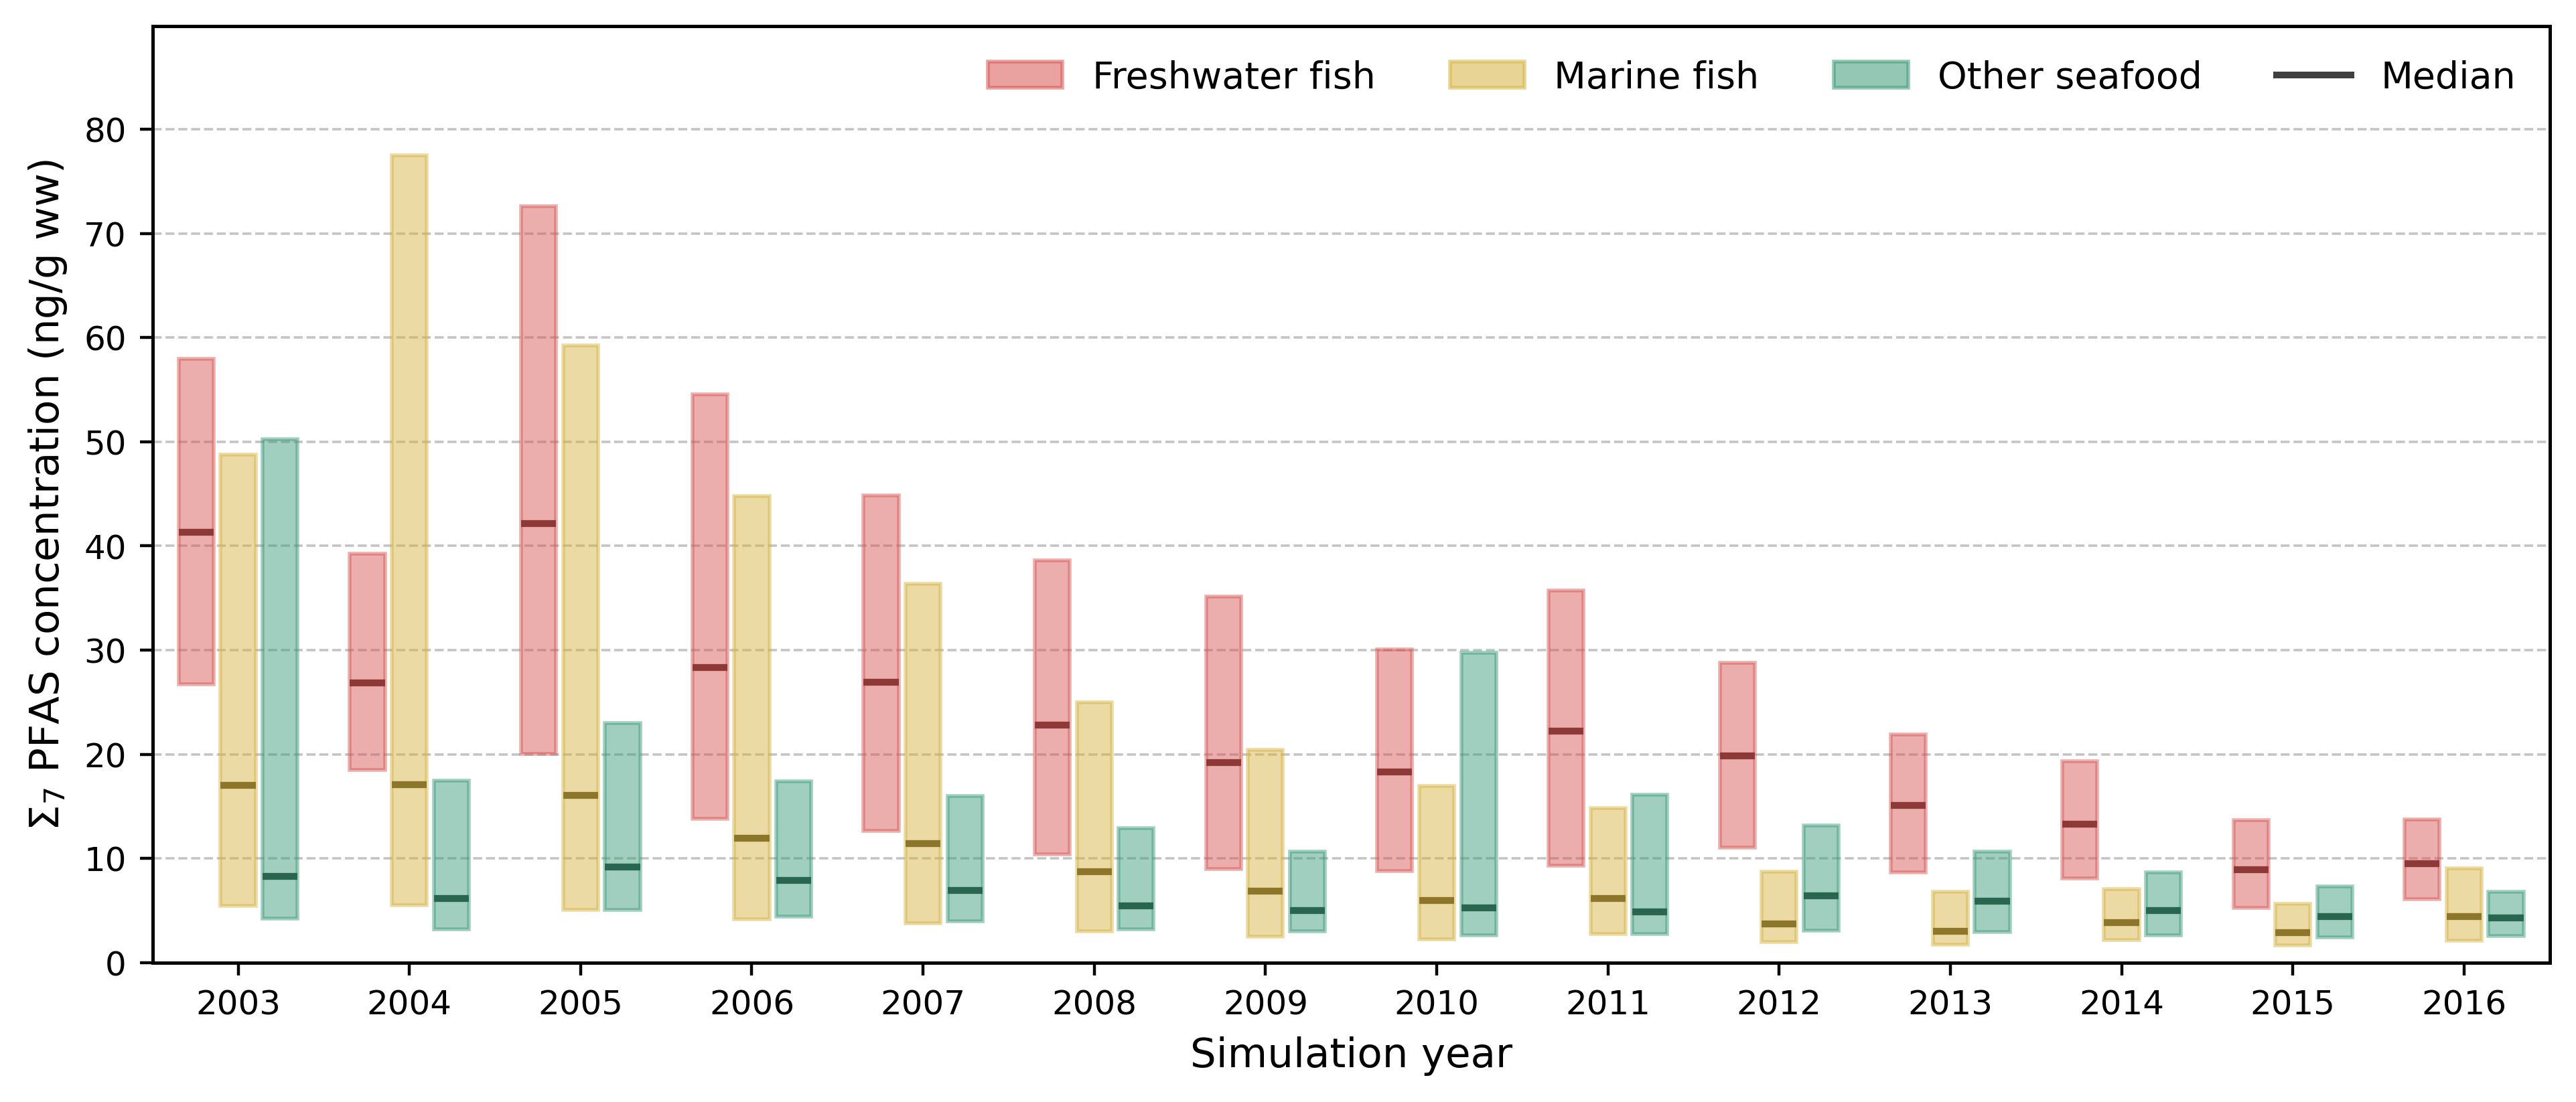 Freshwater fish Marine fish Other seafood Median
Σ₇ PFAS concentration (ng/g ww)
80
70
60
50
40
30
20
10
0
2003 2004 2005 2006 2007 2008 2009 2010 2011 2012 2013 2014 2015 2016
Simulation year